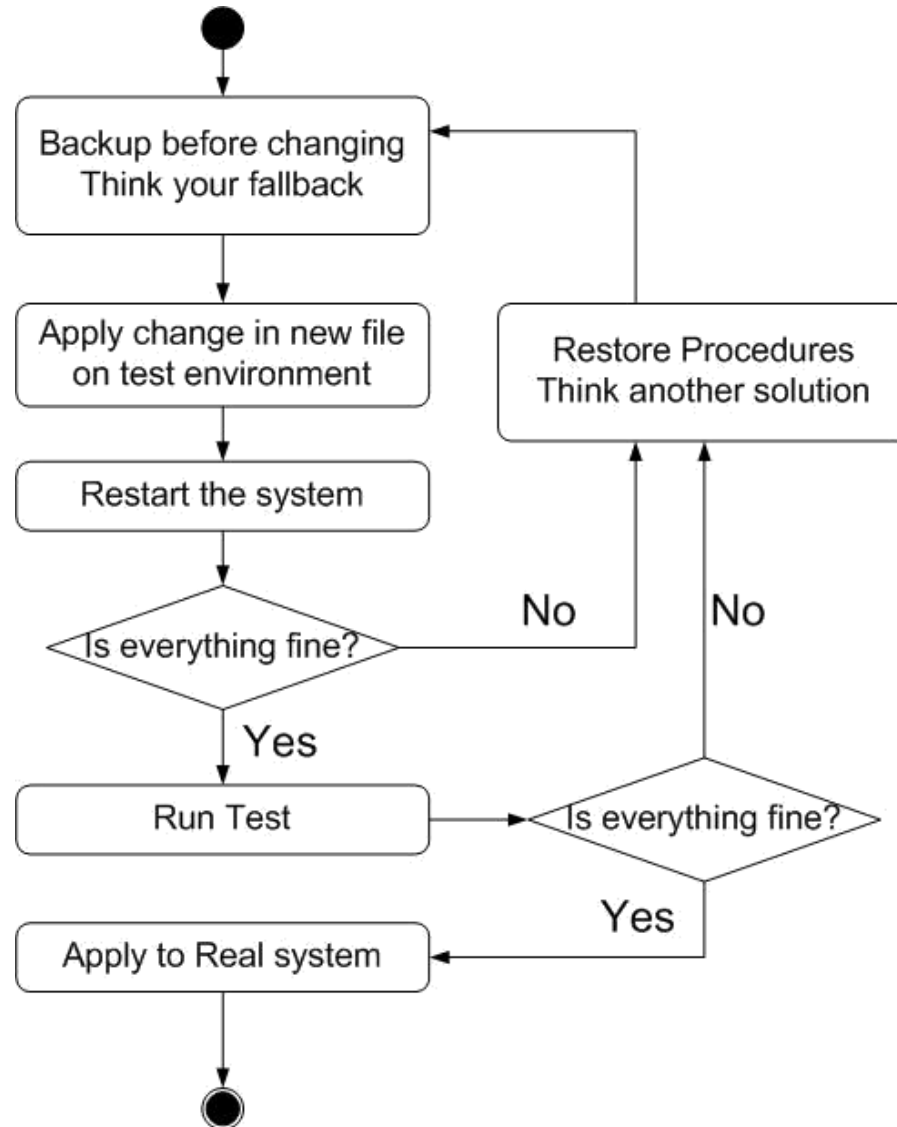 Backup before changing
Think your fallback
Apply change in new file
on test environment
Restart the system
Is everything fine?
No
Yes
Run Test
Is everything fine?
No
Restore Procedures
Think another solution
Yes
Apply to Real system